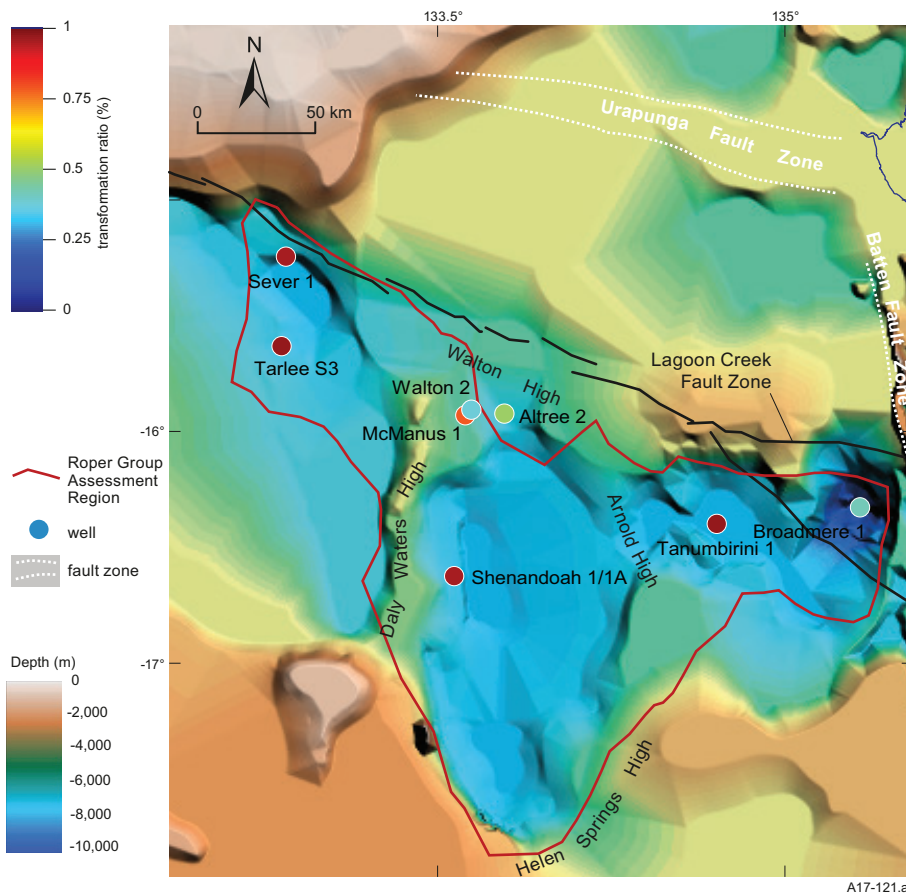 133.5
135
1
0.75
0.5
0.25
0
transformation ratio (%)
N
0
50 km
Urapunga Fault Zone
Batten Fault Zone
Sever 1
Tarlee S3
Lagoon Creek
Fault Zone
Walton High
Walton 2
McManus 1
Altree 2
-16
Roper Group
Assessment
Region
well
fault zone
Daly Waters High
Arnold High
Broadmere 1
Tanumbirini 1
Shenandoah 1/1A
-17
Depth (m)
0
-2,000
-4,000
-6,000
-8,000
-10,000
Helen Springs High
A17-121.a